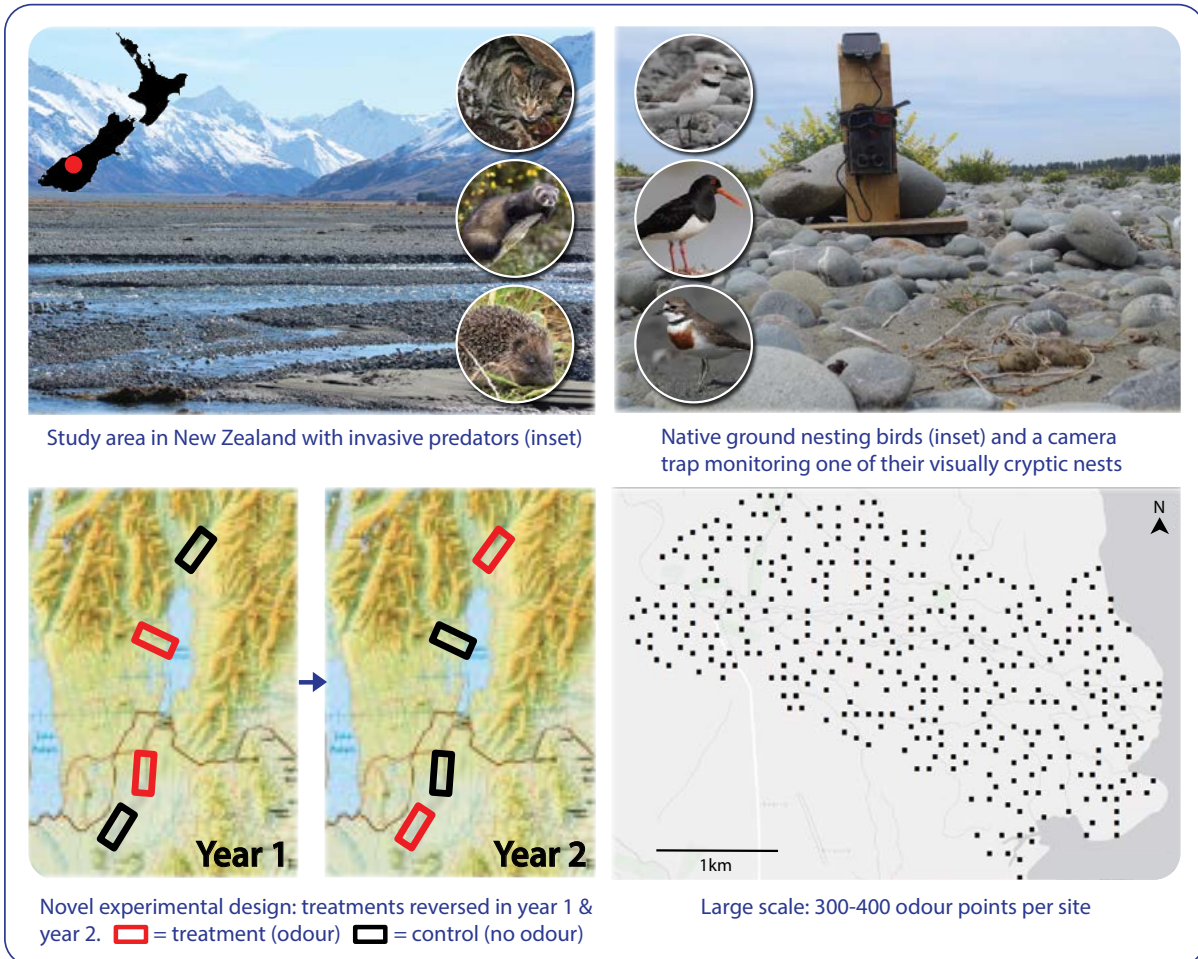 Study area in New Zealand with invasive predators (inset)
Native ground nesting birds (inset) and a camera
trap monitoring one of their visually cryptic nests
Year 1
Year 2
N
1km
Novel experimental design: treatments reversed in year 1 &
year 2. = treatment (odour) = control (no odour)
Large scale: 300-400 odour points per site